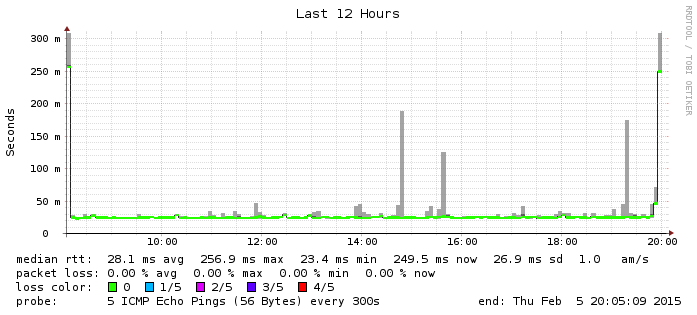 Last 12 Hours
RRDTOOL / TOBI OETIKER
Seconds
300 m
250 m
200 m
150 m
100 m
50 m
0
10:00 12:00 14:00 16:00 18:00 20:00
median rtt: 28.1 ms avg 256.9 ms max 23.4 ms min 249.5 ms now 26.9 ms sd 1.0 am/s
packet loss: 0.00 % avg 0.00 % max 0.00 % min 0.00 % now
loss color: 0 1/5 2/5 3/5 4/5
probe: 5 ICMP Echo Pings (56 Bytes) every 300s end: Thu Feb 5 20:05:09 2015